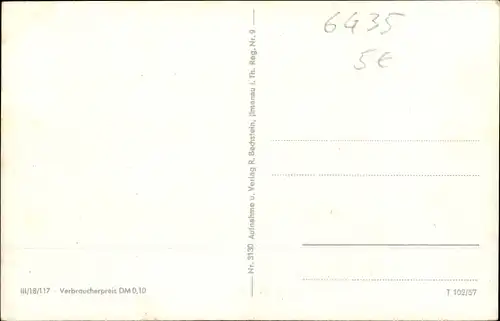 6435
5€
Nr. 3130 Aufnahme u. Verlag R. Bechstein, Ilmenau i. Th. Reg. Nr. 9
III/18/117 · Verbraucherpreis DM 0,10
T 102/57